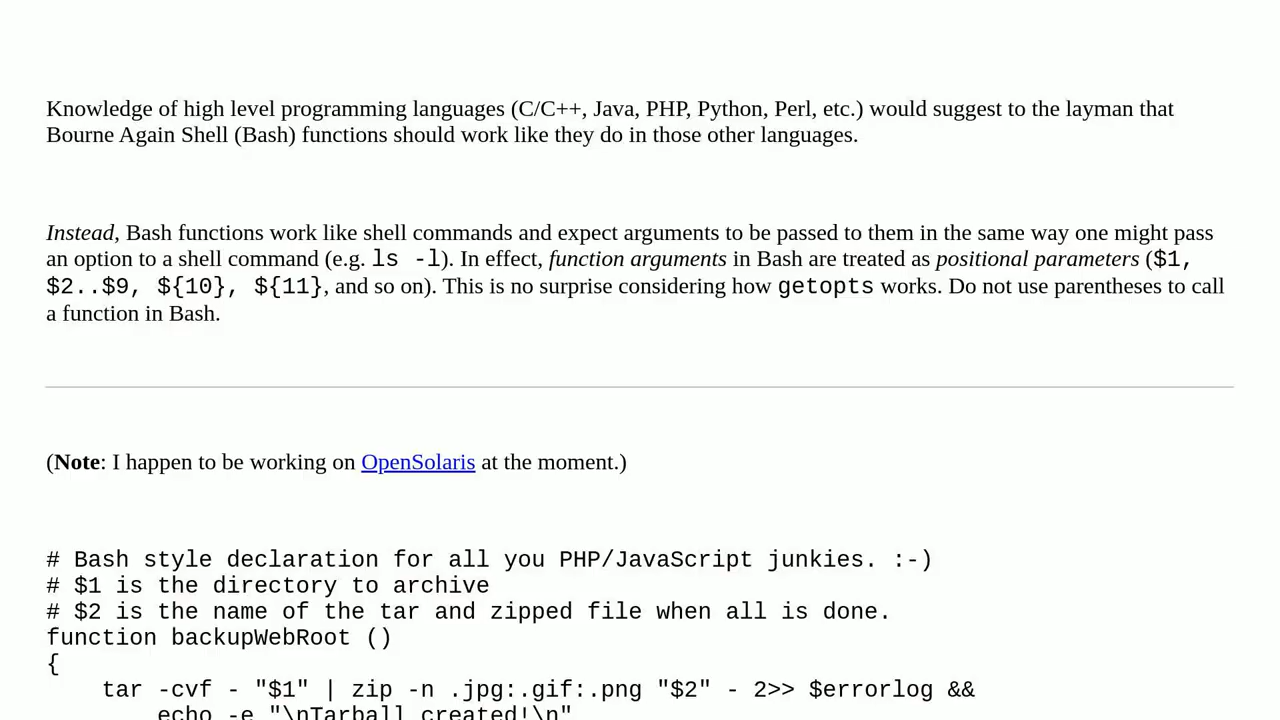 Knowledge of high level programming languages (C/C++, Java, PHP, Python, Perl, etc.) would suggest to the layman that
Bourne Again Shell (Bash) functions should work like they do in those other languages.
Instead, Bash functions work like shell commands and expect arguments to be passed to them in the same way one might pass
an option to a shell command (e.g. ls -l). In effect, function arguments in Bash are treated as positional parameters ($1,
$2..$9, ${10}, ${11}, and so on). This is no surprise considering how getopts works. Do not use parentheses to call
a function in Bash.
(Note: I happen to be working on OpenSolaris at the moment.)
# Bash style declaration for all you PHP/JavaScript junkies. :-)
# $1 is the directory to archive
# $2 is the name of the tar and zipped file when all is done.
function backupWebRoot ()
{
    tar -cvf - "$1" | zip -n .jpg:.gif:.png "$2" - 2>> $errorlog &&
        echo -e "\nTarball created!\n"